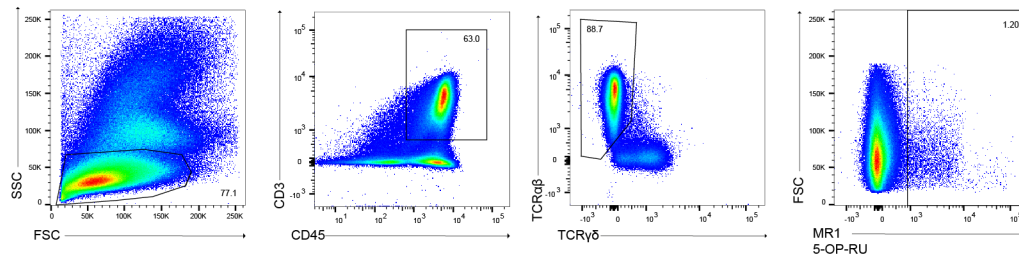 250K
200K
150K
100K
50K
0
0 50K 100K 150K 200K 250K
77.1
SSC
FSC
10^5
10^4
10^3
0
-10^3
10^1 10^2 10^3 10^4 10^5
63.0
CD3
CD45
10^5
10^4
10^3
0
-10^3
-10^3 0 10^3 10^4 10^5
88.7
TCRαβ
TCRγδ
250K
200K
150K
100K
50K
0
-10^3 0 10^3 10^4 10^5
1.20
FSC
MR1
5-OP-RU